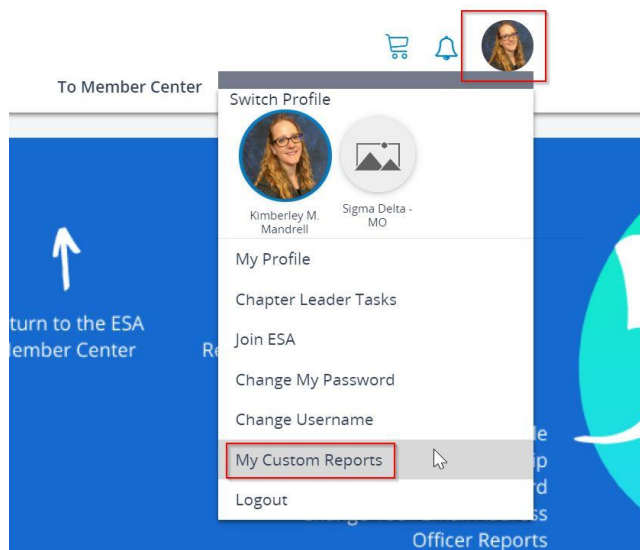 To Member Center
Switch Profile
Kimberley M.
Mandrell
Sigma Delta -
MO
My Profile
Chapter Leader Tasks
Join ESA
Change My Password
Change Username
My Custom Reports
Logout
turn to the ESA
Member Center
Officer Reports